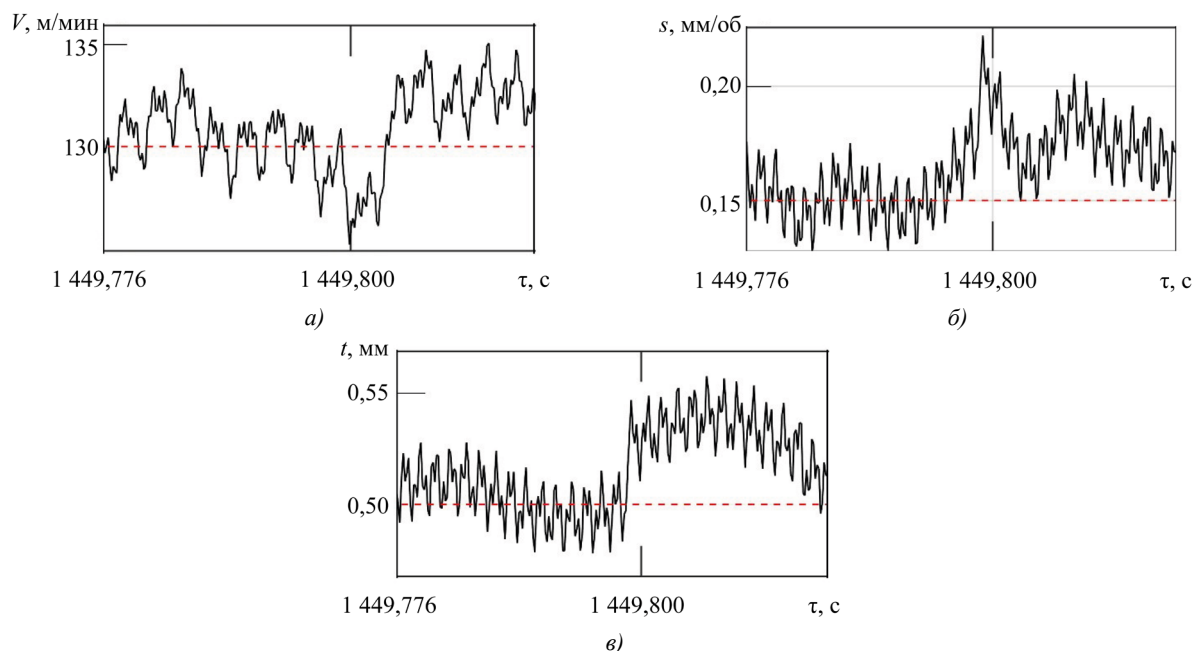 V, м/мин
135
130
1 449,776 1 449,800 τ, с
а)
s, мм/об
0,20
0,15
1 449,776 1 449,800 τ, с
б)
t, мм
0,55
0,50
1 449,776 1 449,800 τ, с
в)